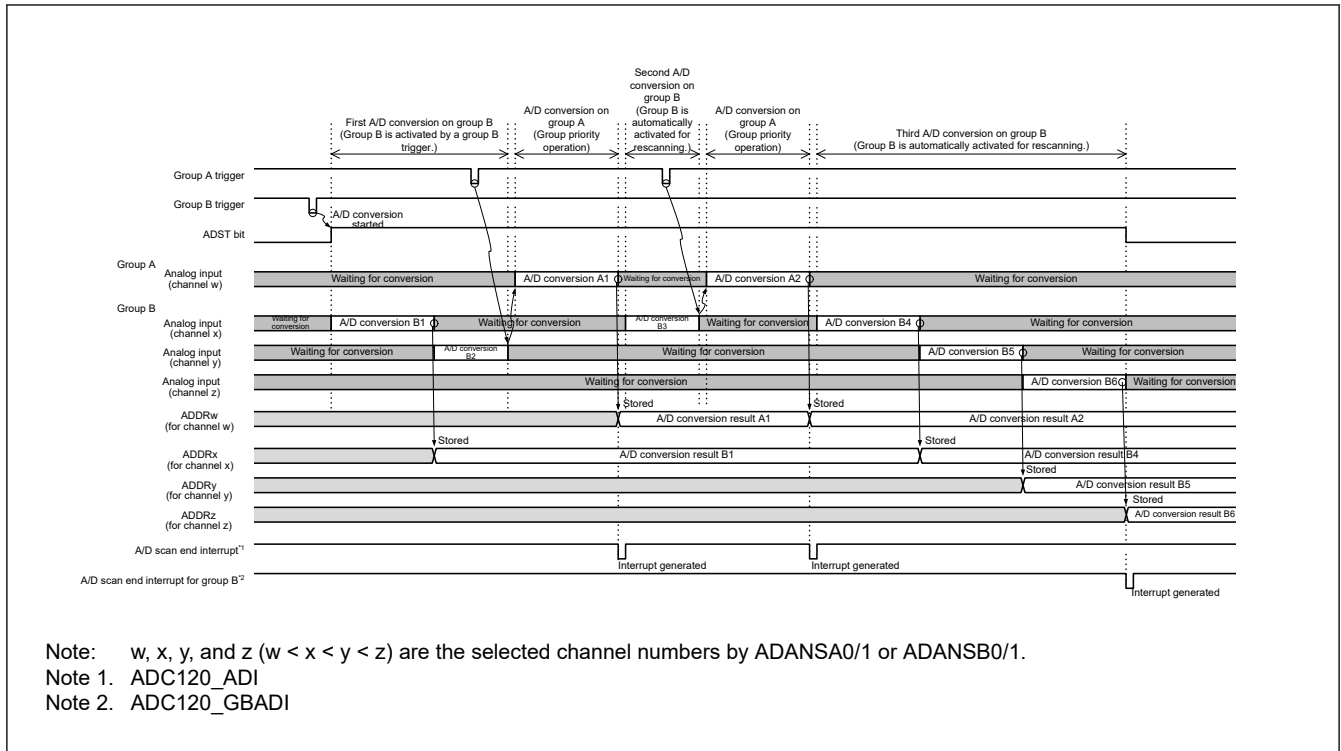 Second A/D
conversion on
group B
(Group B is
automatically
activated for
rescanning.)
First A/D conversion on group B
(Group B is activated by a group B
trigger.)
A/D conversion on
group A
(Group priority
operation)
A/D conversion on
group A
(Group priority
operation)
Third A/D conversion on group B
(Group B is automatically activated for rescanning.)
Group A trigger
Group B trigger
A/D conversion
started
ADST bit
Group A
Analog input
(channel w)
Waiting for conversion
A/D conversion A1
Waiting for conversion
A/D conversion A2
Waiting for conversion
Group B
Analog input
(channel x)
Waiting for
conversion
A/D conversion B1
Waiting for conversion
A/D conversion
B3
Waiting for conversion
A/D conversion B4
Waiting for conversion
Analog input
(channel y)
Waiting for conversion
A/D conversion
B2
Waiting for conversion
A/D conversion B5
Waiting for conversion
Analog input
(channel z)
Waiting for conversion
A/D conversion B6
Waiting for conversion
Stored
Stored
ADDRw
(for channel w)
A/D conversion result A1
A/D conversion result A2
Stored
Stored
ADDRx
(for channel x)
A/D conversion result B1
A/D conversion result B4
Stored
ADDRy
(for channel y)
A/D conversion result B5
Stored
ADDRz
(for channel z)
A/D conversion result B6
A/D scan end interrupt*1
Interrupt generated
Interrupt generated
A/D scan end interrupt for group B*2
Interrupt generated
Note: w, x, y, and z (w < x < y < z) are the selected channel numbers by ADANSA0/1 or ADANSB0/1.
Note 1. ADC120_ADI
Note 2. ADC120_GBADI